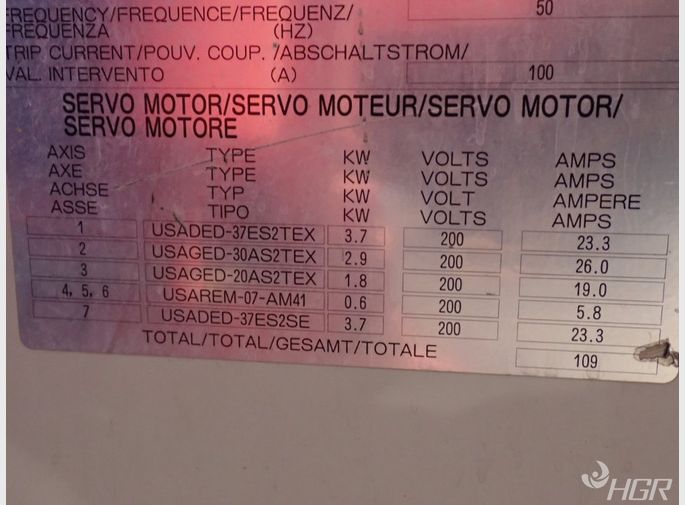 FREQUENCY/FREQUENCE/FREQUENZ/ 50
FREQUENZA (HZ)
TRIP CURRENT/POUV. COUP. /ABSCHALTSTROM/
VAL. INTERVENTO (A) 100
SERVO MOTOR/SERVO MOTEUR/SERVO MOTOR/
SERVO MOTORE
AXIS TYPE KW VOLTS AMPS
AXE TYPE KW VOLTS AMPS
ACHSE TYP KW VOLT AMPERE
ASSE TIPO KW VOLTS AMPS
1 USADED-37ES2TEX 3.7 200 23.3
2 USAGED-30AS2TEX 2.9 200 26.0
3 USAGED-20AS2TEX 1.8 200 19.0
4, 5, 6 USAREM-07-AM41 0.6 200 5.8
7 USADED-37ES2SE 3.7 200 23.3
TOTAL/TOTAL/GESAMT/TOTALE 109
HGR